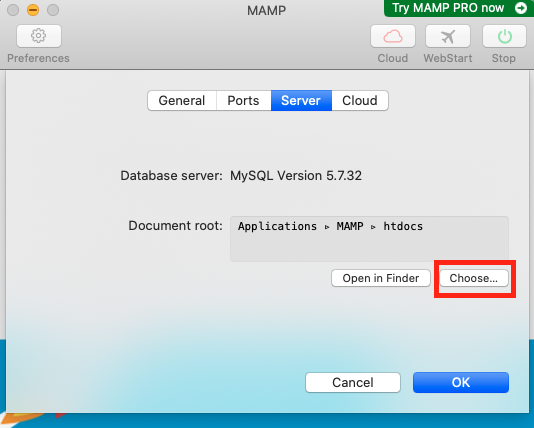 MAMP
Try MAMP PRO now
Preferences
Cloud WebStart Stop
General Ports Server Cloud
Database server: MySQL Version 5.7.32
Document root: Applications ▹ MAMP ▹ htdocs
Open in Finder Choose...
Cancel OK